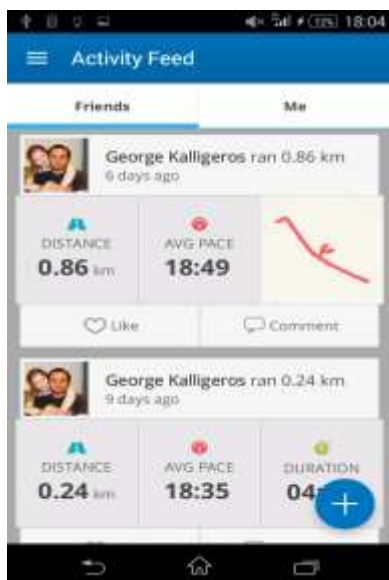 18:04
Activity Feed
Friends Me
George Kalligeros ran 0.86 km
6 days ago
DISTANCE AVG PACE
0.86 km 18:49
Like Comment
George Kalligeros ran 0.24 km
9 days ago
DISTANCE AVG PACE DURATION
0.24 km 18:35 04: